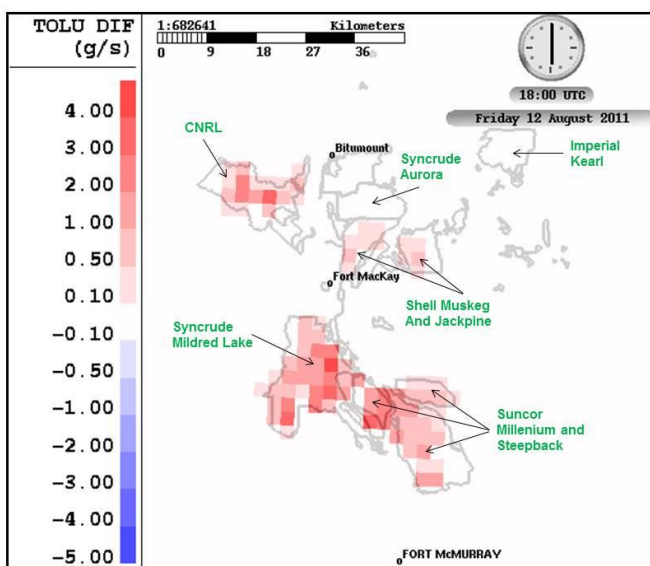 TOLU DIF
(g/s)
4.00
3.00
2.00
1.00
0.50
0.10
-0.10
-0.50
-1.00
-2.00
-3.00
-4.00
-5.00
1:682641 Kilometers
0 9 18 27 36
18:00 UTC
Friday 12 August 2011
CNRL
Bitumount
Syncrude
Aurora
Imperial
Kearl
Fort MacKay
Shell Muskeg
And Jackpine
Syncrude
Mildred Lake
Suncor
Millenium and
Steepback
FORT McMURRAY